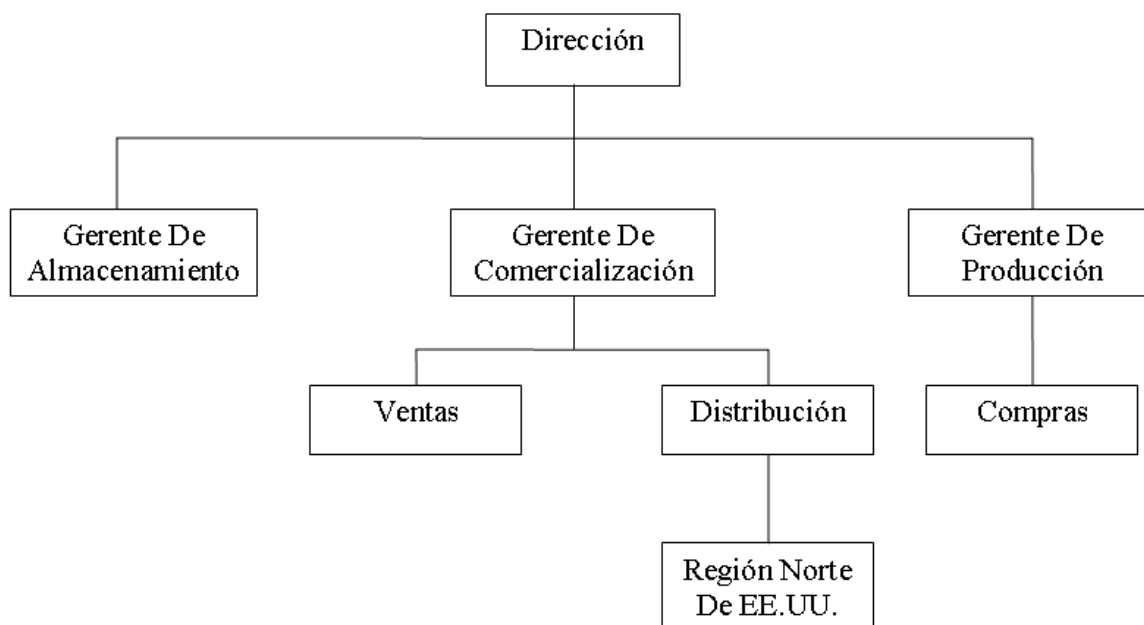 Dirección
Gerente De
Almacenamiento
Gerente De
Comercialización
Gerente De
Producción
Ventas
Distribución
Compras
Región Norte
De EE.UU.